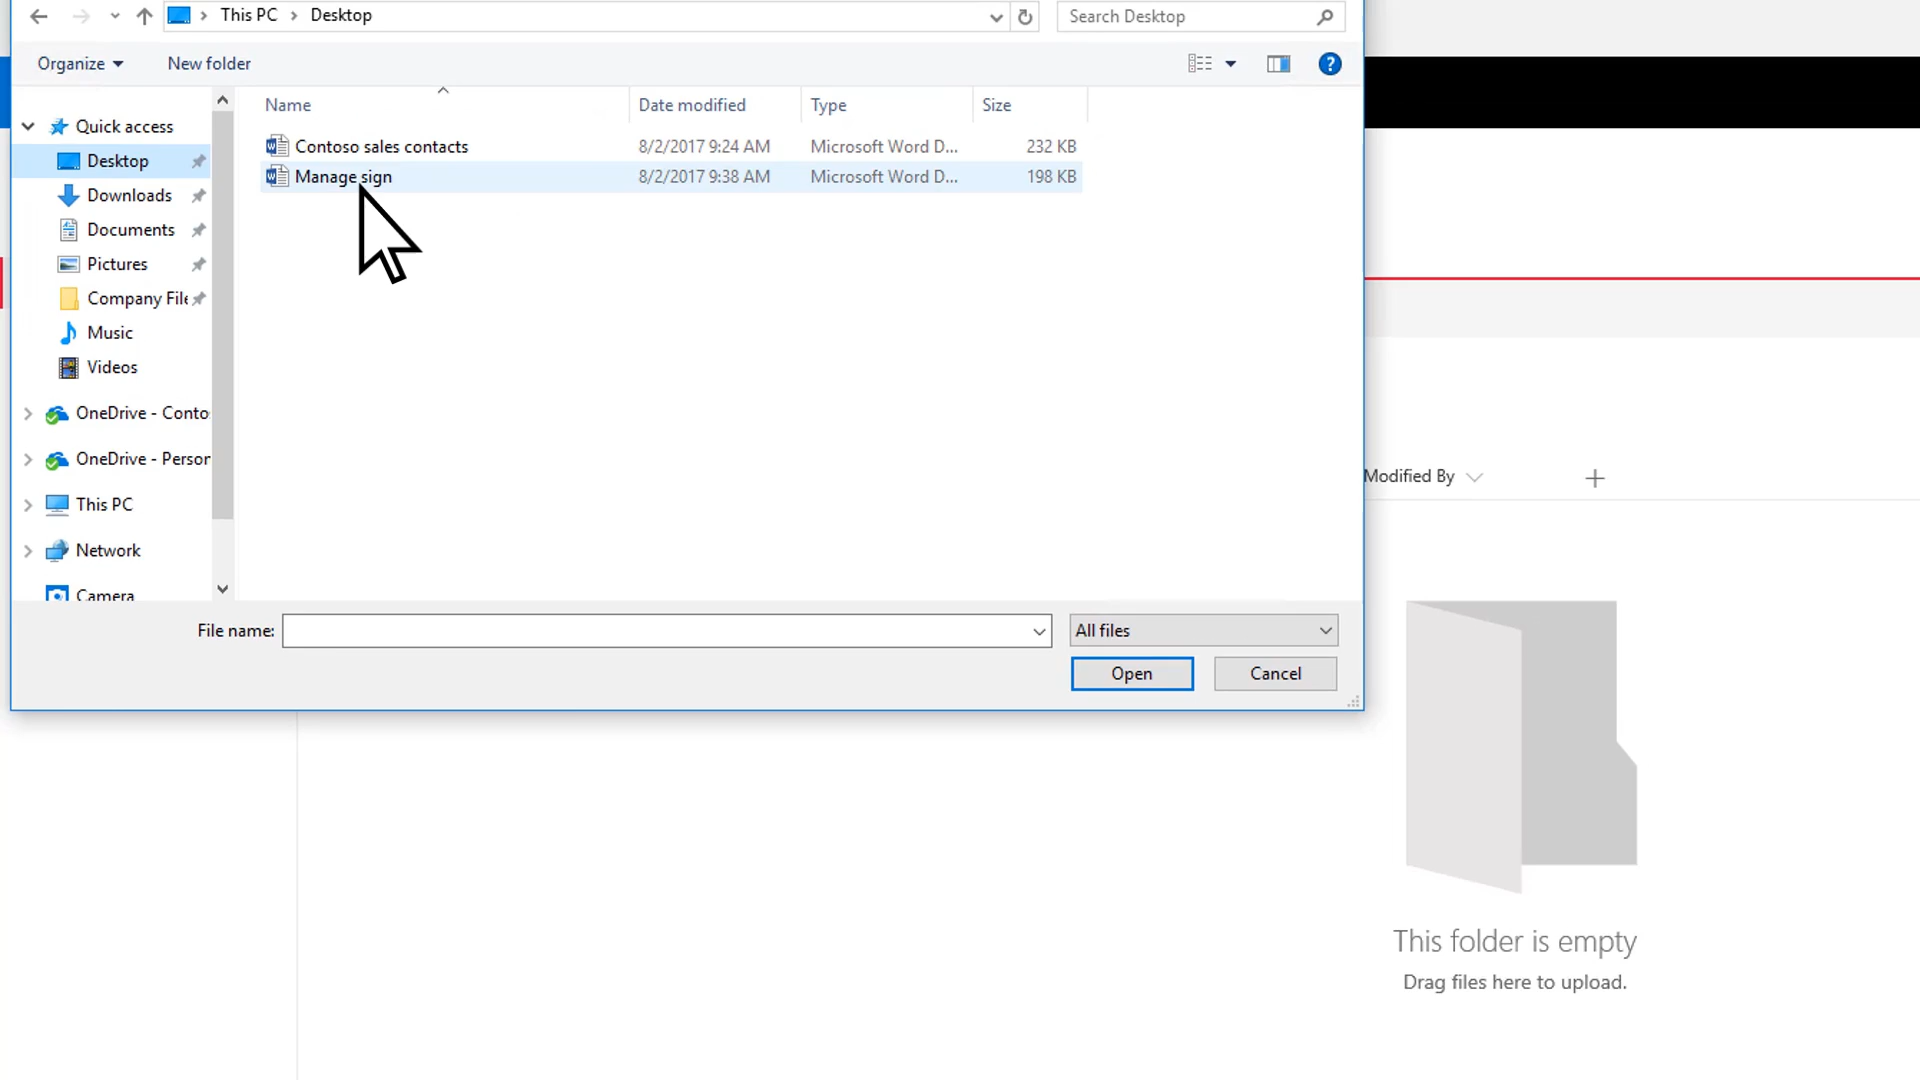 This PC
Desktop
Search Desktop
Organize
New folder
?
Name
Date modified
Type
Size
Contoso sales contacts
8/2/2017 9:24 AM
Microsoft Word D...
232 KB
Manage sign
8/2/2017 9:38 AM
Microsoft Word D...
198 KB
Quick access
Desktop
Downloads
Documents
Pictures
Company File
Music
Videos
OneDrive - Conto
OneDrive - Person
This PC
Network
Camera
Modified By
File name:
All files
Open
Cancel
This folder is empty
Drag files here to upload.